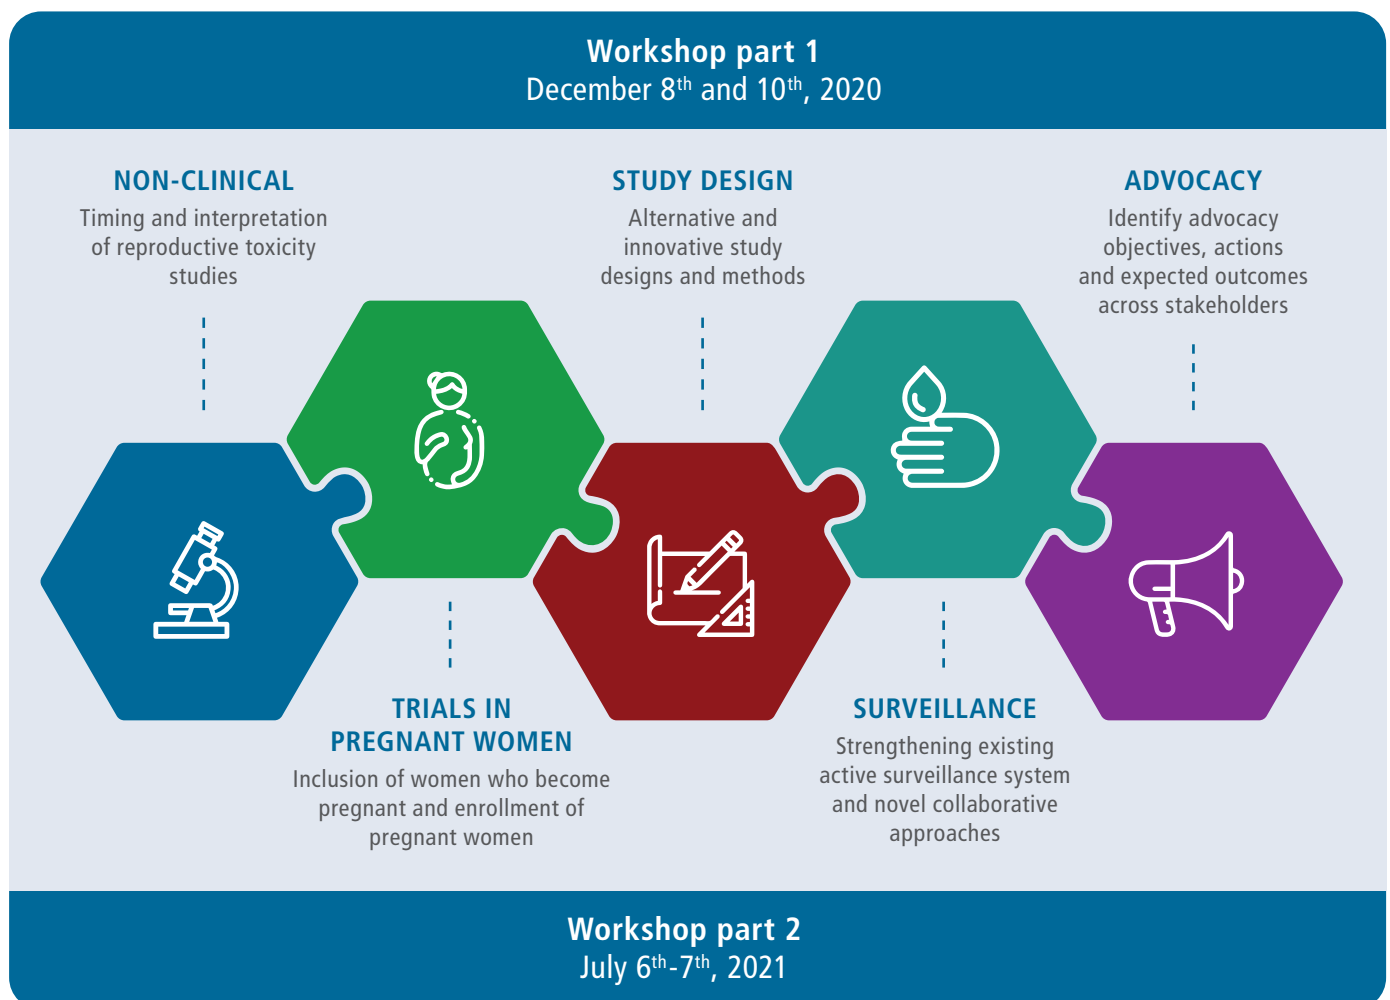 Workshop part 1
December 8th and 10th, 2020
NON-CLINICAL
Timing and interpretation
of reproductive toxicity
studies
STUDY DESIGN
Alternative and
innovative study
designs and methods
ADVOCACY
Identify advocacy
objectives, actions
and expected outcomes
across stakeholders
TRIALS IN
PREGNANT WOMEN
Inclusion of women who become
pregnant and enrollment of
pregnant women
SURVEILLANCE
Strengthening existing
active surveillance system
and novel collaborative
approaches
Workshop part 2
July 6th-7th, 2021